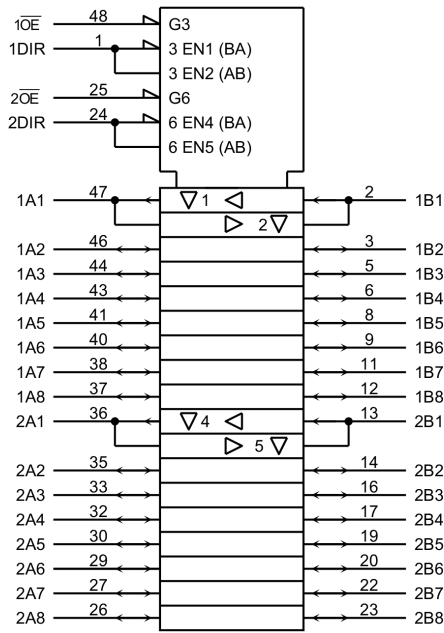 1OE 48 G3
1DIR 1 3 EN1 (BA)
3 EN2 (AB)
2OE 25 G6
2DIR 24 6 EN4 (BA)
6 EN5 (AB)
1A1 47 1 2 1B1
2
1A2 46 3 1B2
1A3 44 5 1B3
1A4 43 6 1B4
1A5 41 8 1B5
1A6 40 9 1B6
1A7 38 11 1B7
1A8 37 12 1B8
2A1 36 4 13 2B1
5
2A2 35 14 2B2
2A3 33 16 2B3
2A4 32 17 2B4
2A5 30 19 2B5
2A6 29 20 2B6
2A7 27 22 2B7
2A8 26 23 2B8